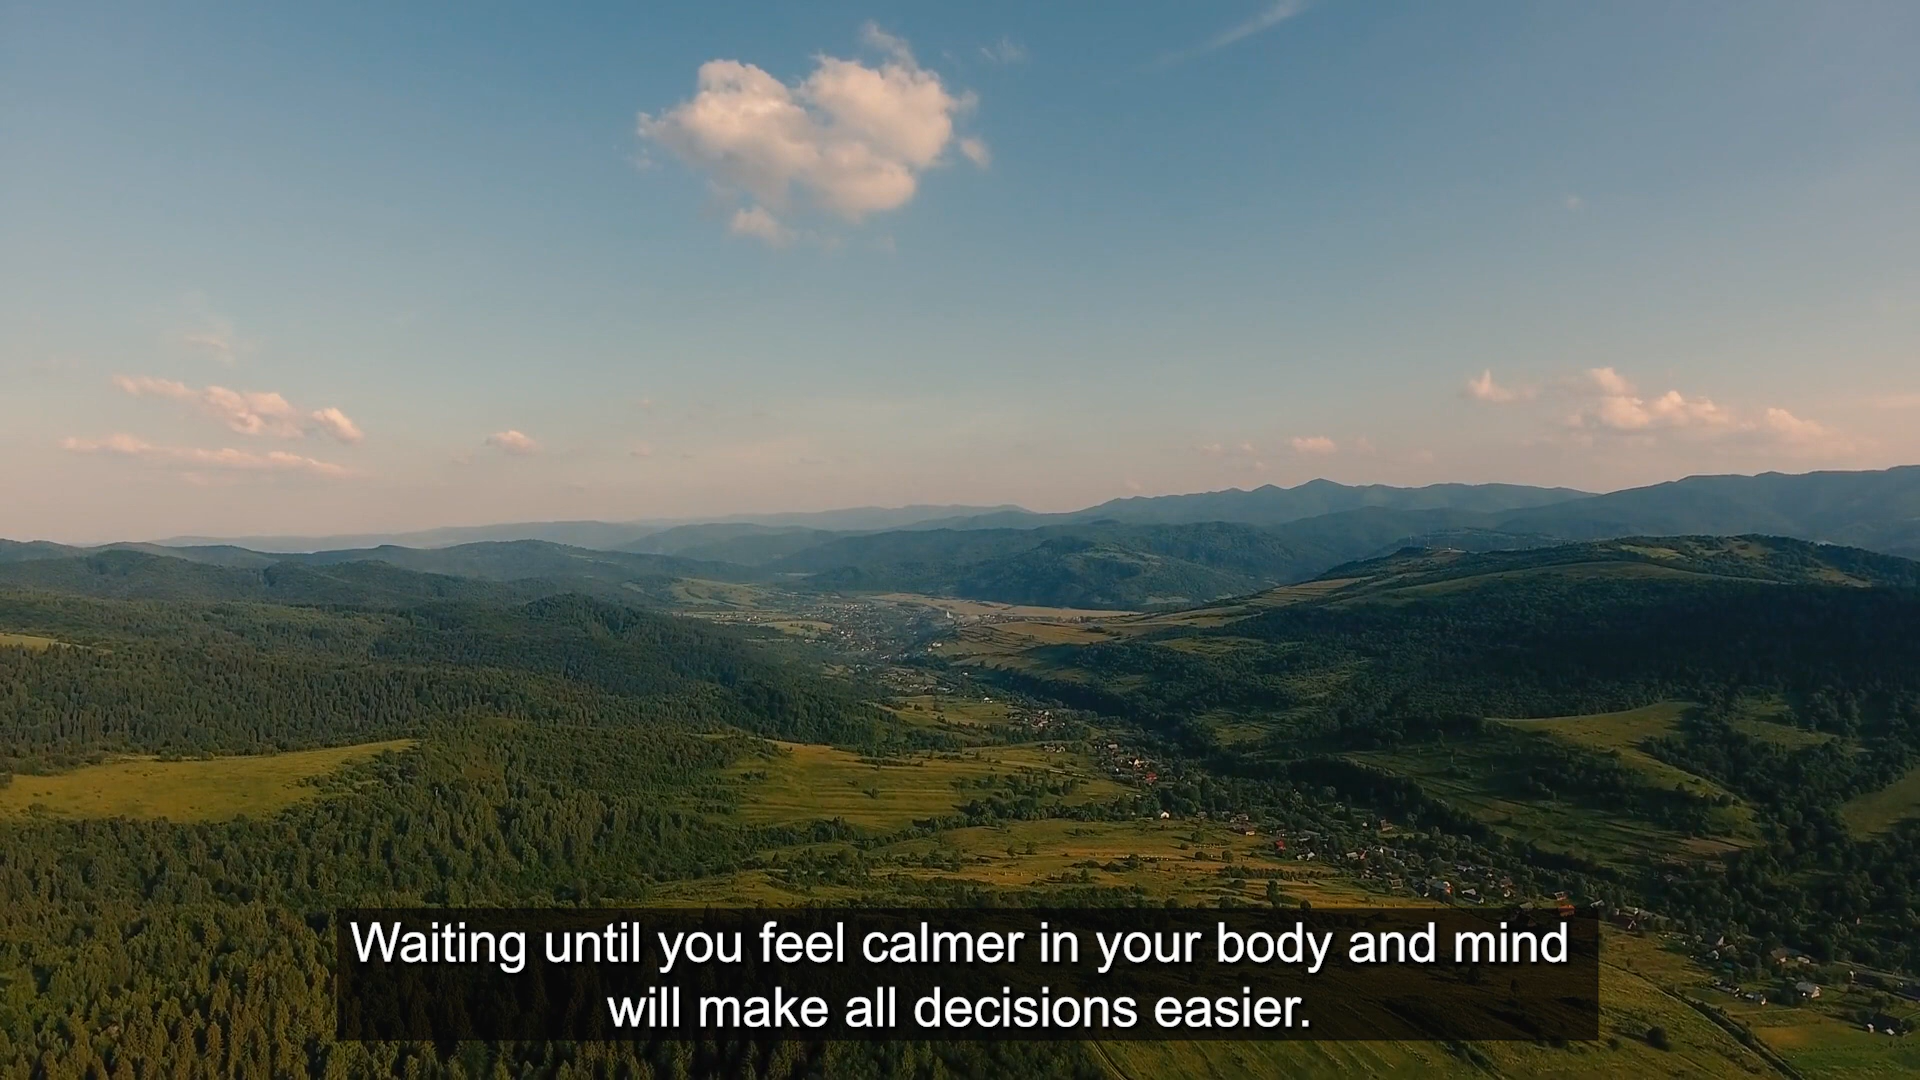 Waiting until you feel calmer in your body and mind
will make all decisions easier.